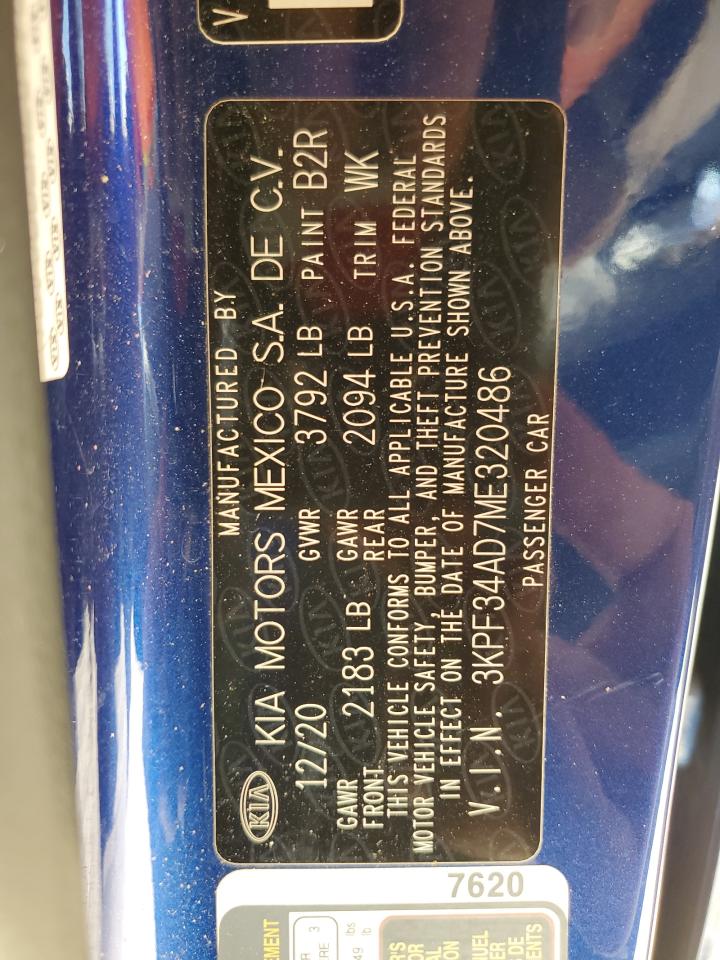 V
MANUFACTURED BY
KIA KIA MOTORS MEXICO S.A. DE C.V.
12/20 GVWR 3792 LB PAINT B2R
GAWR FRONT 2183 LB GAWR REAR 2094 LB TRIM WK
THIS VEHICLE CONFORMS TO ALL APPLICABLE U.S.A. FEDERAL
MOTOR VEHICLE SAFETY, BUMPER, AND THEFT PREVENTION STANDARDS
IN EFFECT ON THE DATE OF MANUFACTURE SHOWN ABOVE.
V.I.N. 3KPF34AD7ME320486
PASSENGER CAR
7620